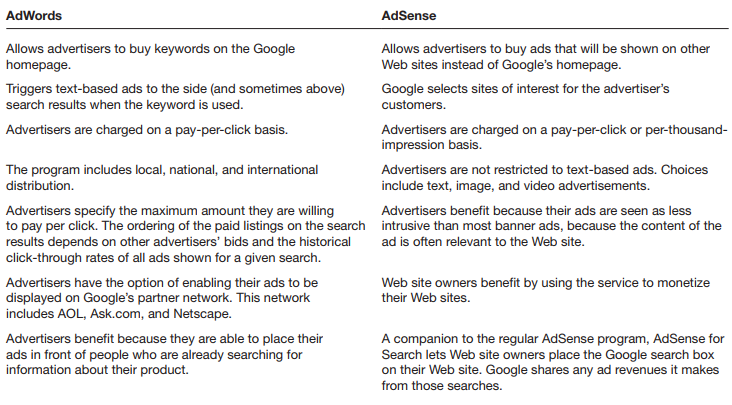 AdWords
AdSense
Allows advertisers to buy keywords on the Google
homepage.
Allows advertisers to buy ads that will be shown on other
Web sites instead of Google's homepage.
Triggers text-based ads to the side (and sometimes above)
search results when the keyword is used.
Google selects sites of interest for the advertiser's
customers.
Advertisers are charged on a pay-per-click basis.
Advertisers are charged on a pay-per-click or per-thousand-
impression basis.
The program includes local, national, and international
distribution.
Advertisers are not restricted to text-based ads. Choices
include text, image, and video advertisements.
Advertisers specify the maximum amount they are willing
to pay per click. The ordering of the paid listings on the search
results depends on other advertisers' bids and the historical
click-through rates of all ads shown for a given search.
Advertisers benefit because their ads are seen as less
intrusive than most banner ads, because the content of the
ad is often relevant to the Web site.
Advertisers have the option of enabling their ads to be
displayed on Google's partner network. This network
includes AOL, Ask.com, and Netscape.
Web site owners benefit by using the service to monetize
their Web sites.
Advertisers benefit because they are able to place their
ads in front of people who are already searching for
information about their product.
A companion to the regular AdSense program, AdSense for
Search lets Web site owners place the Google search box
on their Web site. Google shares any ad revenues it makes
from those searches.